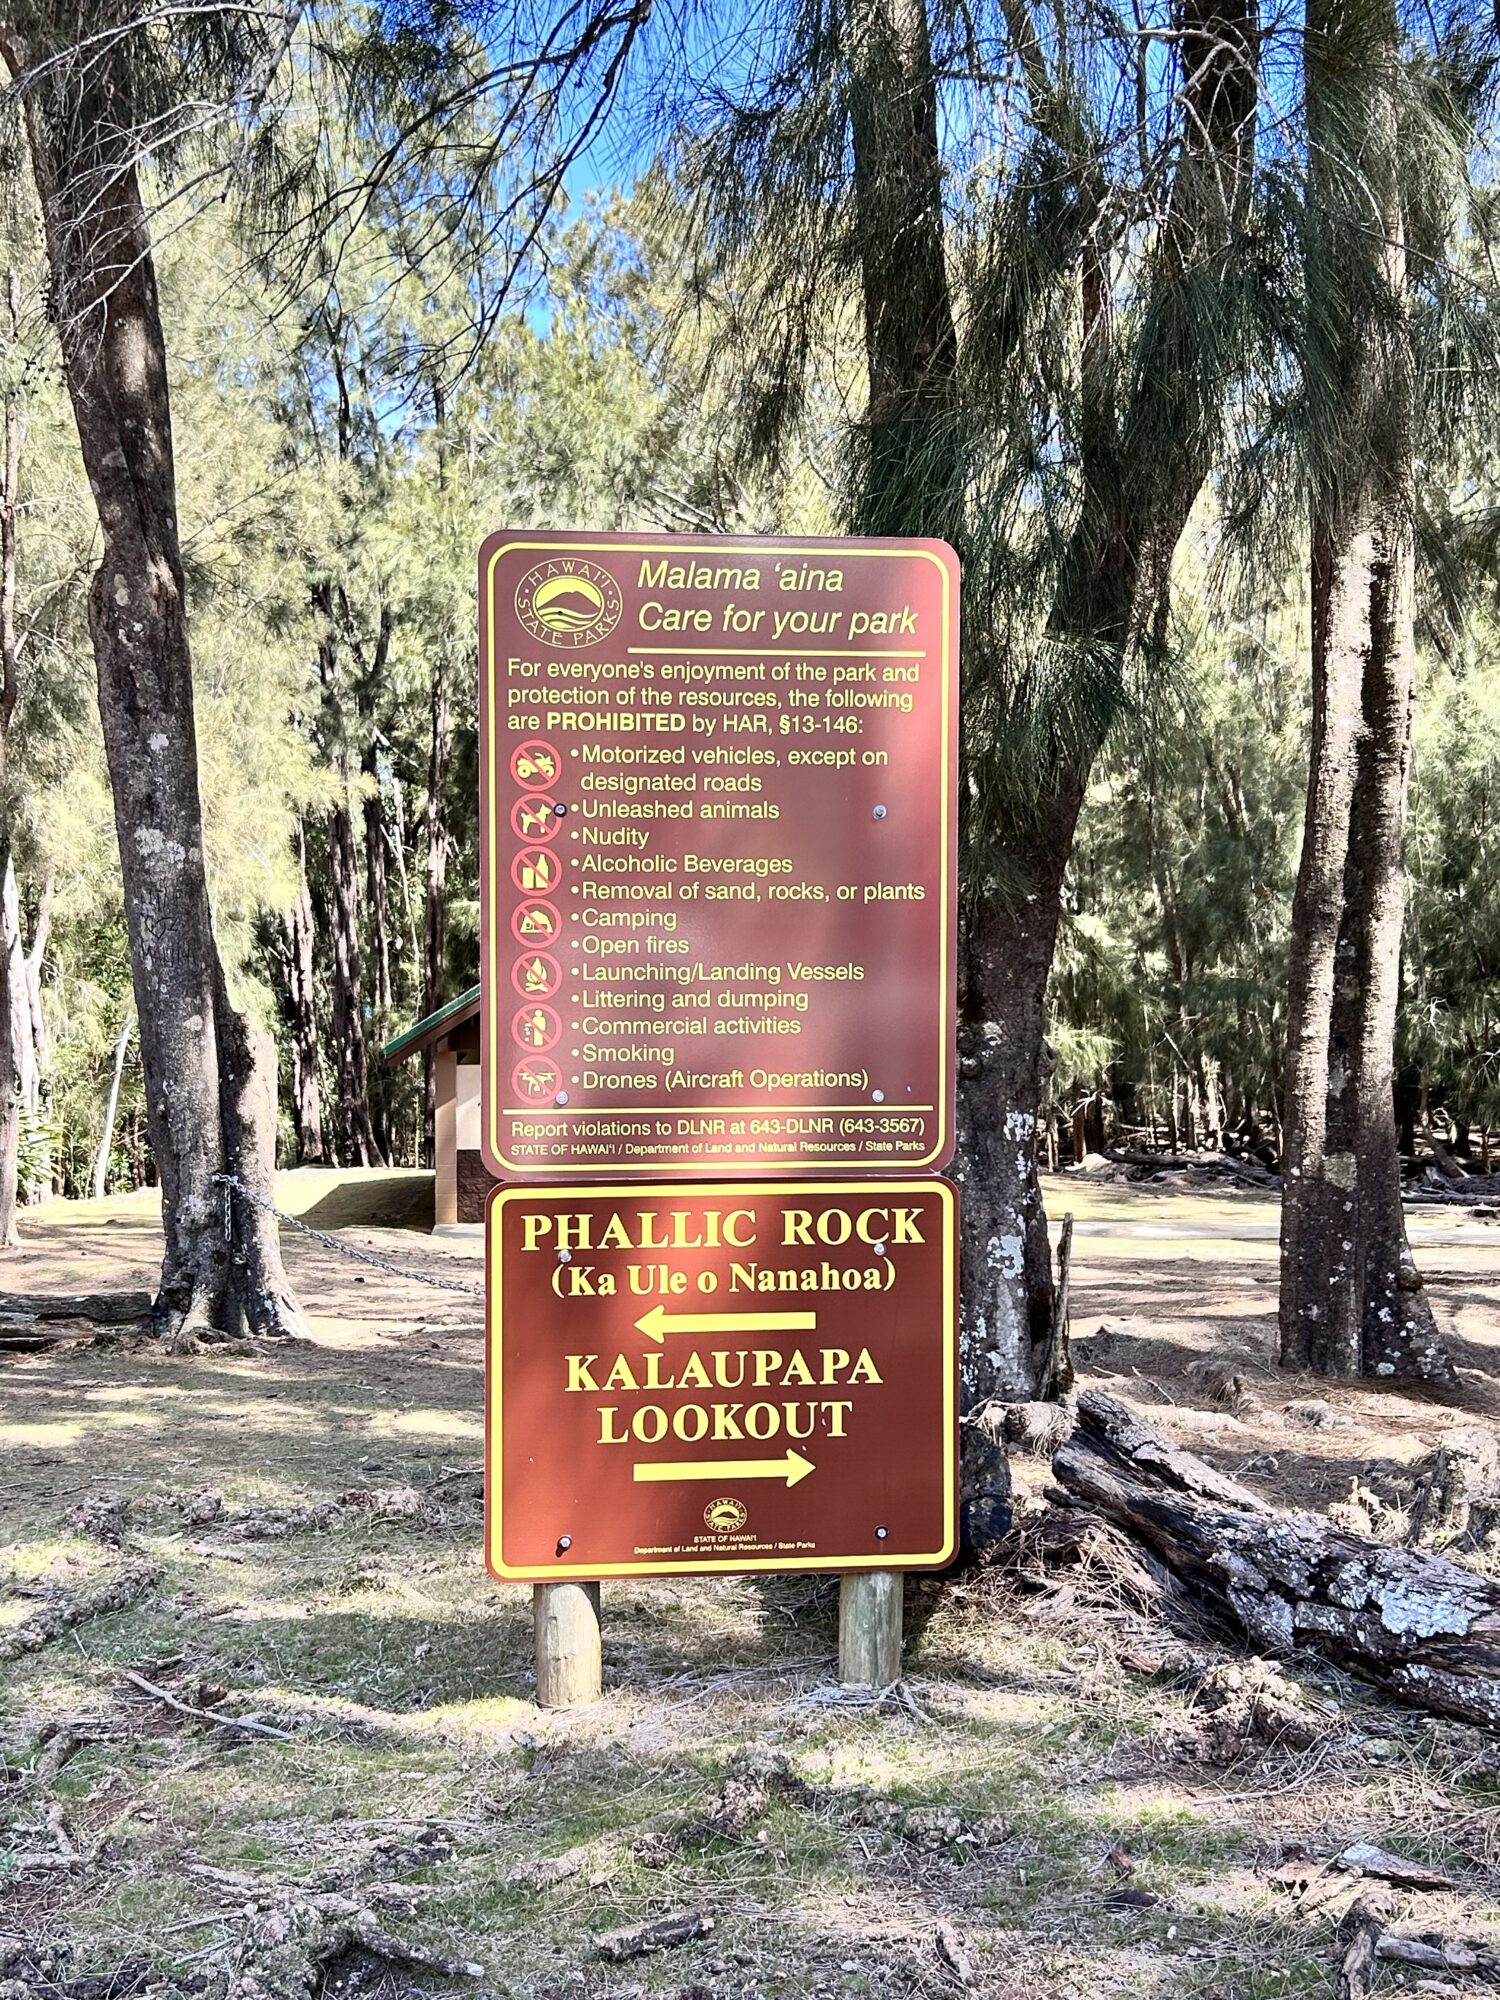 HAWAI'I
STATE PARKS
Malama ‘aina
Care for your park
For everyone's enjoyment of the park and
protection of the resources, the following
are PROHIBITED by HAR, §13-146:
• Motorized vehicles, except on
designated roads
• Unleashed animals
• Nudity
• Alcoholic Beverages
• Removal of sand, rocks, or plants
• Camping
• Open fires
• Launching/Landing Vessels
• Littering and dumping
• Commercial activities
• Smoking
• Drones (Aircraft Operations)
Report violations to DLNR at 643-DLNR (643-3567)
STATE OF HAWAI'I / Department of Land and Natural Resources / State Parks
PHALLIC ROCK
(Ka Ule o Nanahoa)
KALAUPAPA
LOOKOUT
HAWAI'I
STATE PARKS
STATE OF HAWAI'I
Department of Land and Natural Resources / State Parks